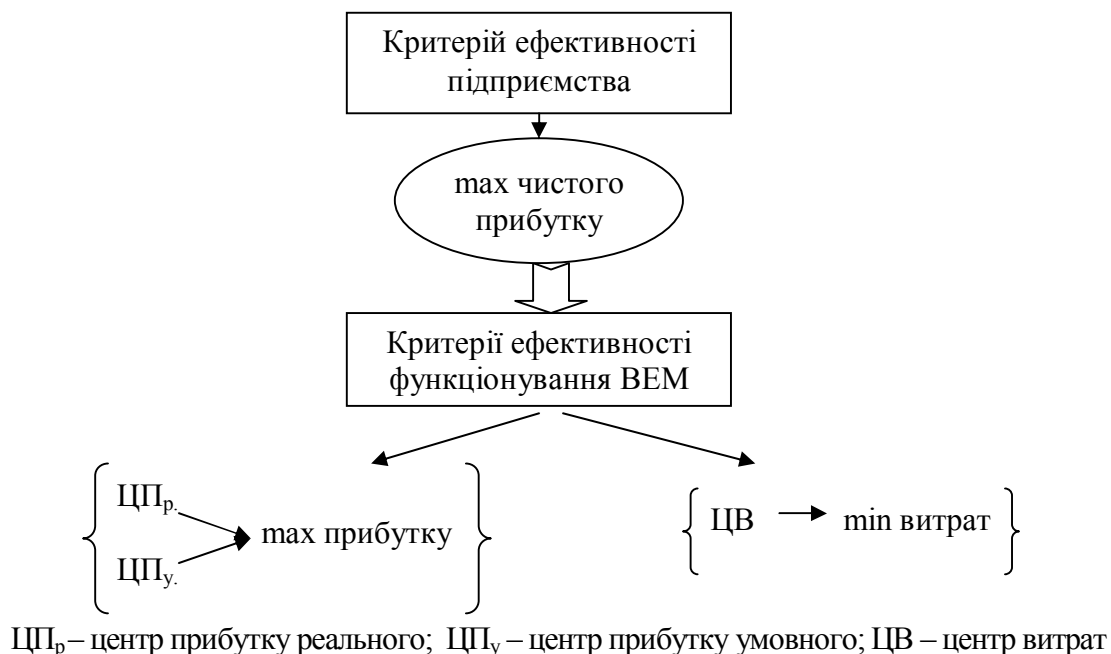 Критерій ефективності
підприємства
max чистого
прибутку
Критерії ефективності
функціонування ВЕМ
ЦПр.
ЦПу.
max прибутку
ЦВ
min витрат
ЦПр – центр прибутку реального; ЦПу – центр прибутку умовного; ЦВ – центр витрат